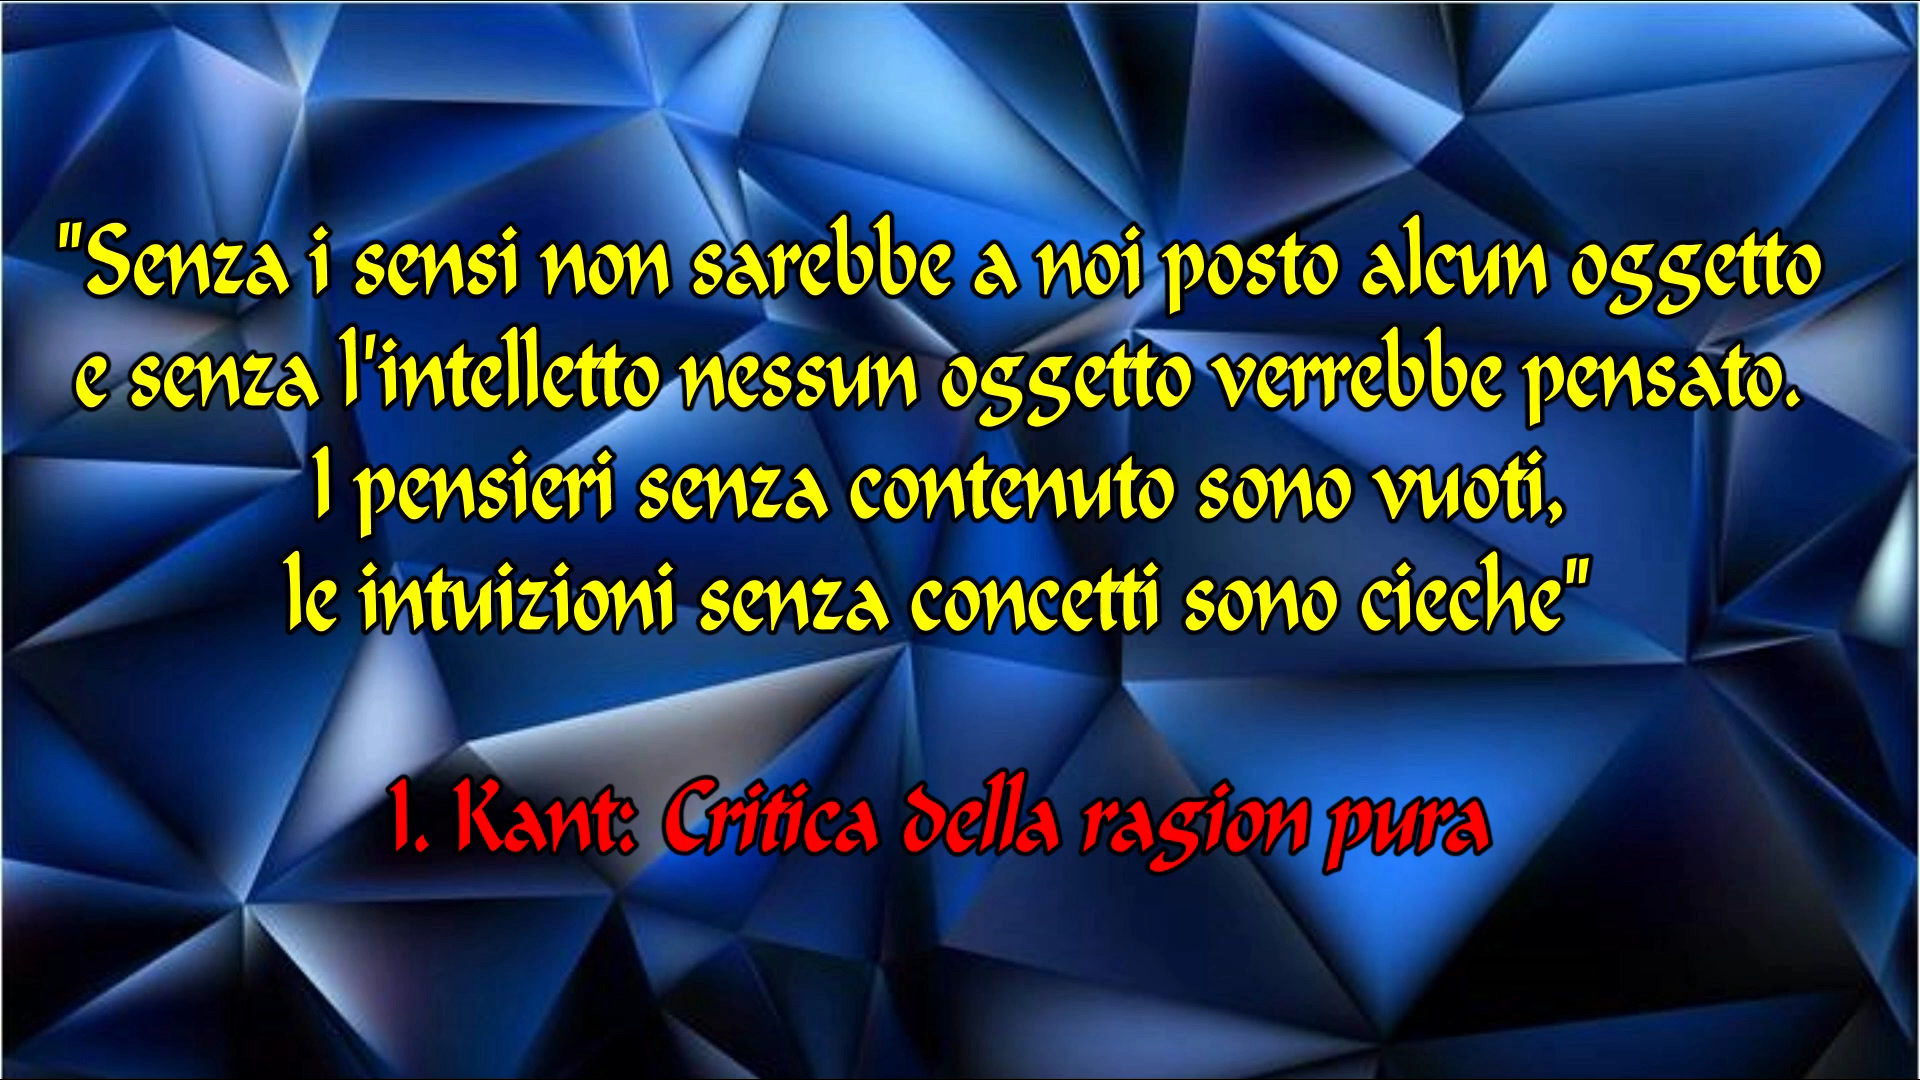 "Senza i sensi non sarebbe a noi posto alcun oggetto
e senza l'intelletto nessun oggetto verrebbe pensato.
I pensieri senza contenuto sono vuoti,
le intuizioni senza concetti sono cieche"
I. Kant: Critica della ragion pura